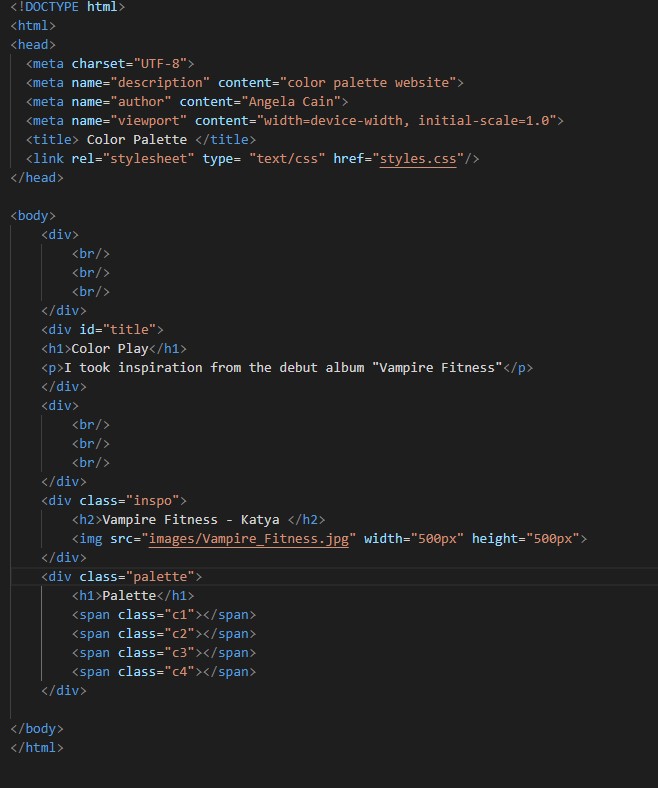 <!DOCTYPE html>
<html>
<head>
  <meta charset="UTF-8">
  <meta name="description" content="color palette website">
  <meta name="author" content="Angela Cain">
  <meta name="viewport" content="width=device-width, initial-scale=1.0">
  <title> Color Palette </title>
  <link rel="stylesheet" type= "text/css" href="styles.css"/>
</head>

<body>
    <div>
        <br/>
        <br/>
        <br/>
    </div>
    <div id="title">
    <h1>Color Play</h1>
    <p>I took inspiration from the debut album "Vampire Fitness"</p>
    </div>
    <div>
        <br/>
        <br/>
        <br/>
    </div>
    <div class="inspo">
        <h2>Vampire Fitness - Katya </h2>
        <img src="images/Vampire_Fitness.jpg" width="500px" height="500px">
    </div>
    <div class="palette">
        <h1>Palette</h1>
        <span class="c1"></span>
        <span class="c2"></span>
        <span class="c3"></span>
        <span class="c4"></span>
    </div>

</body>
</html>